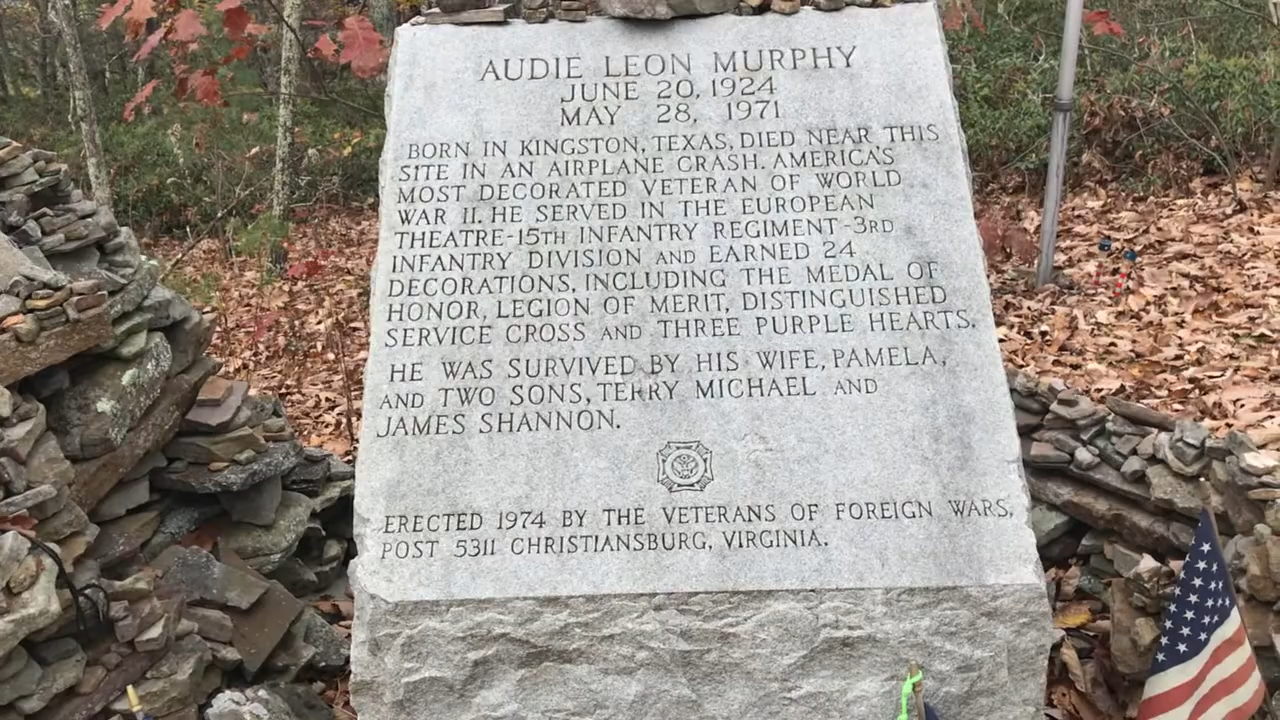 AUDIE LEON MURPHY
JUNE 20, 1924
MAY 28, 1971
BORN IN KINGSTON, TEXAS, DIED NEAR THIS
SITE IN AN AIRPLANE CRASH. AMERICA'S
MOST DECORATED VETERAN OF WORLD
WAR II. HE SERVED IN THE EUROPEAN
THEATRE-15TH INFANTRY REGIMENT-3RD
INFANTRY DIVISION AND EARNED 24
DECORATIONS, INCLUDING THE MEDAL OF
HONOR, LEGION OF MERIT, DISTINGUISHED
SERVICE CROSS AND THREE PURPLE HEARTS.
HE WAS SURVIVED BY HIS WIFE, PAMELA,
AND TWO SONS, TERRY MICHAEL AND
JAMES SHANNON.
ERECTED 1974 BY THE VETERANS OF FOREIGN WARS,
POST 5311 CHRISTIANSBURG, VIRGINIA.